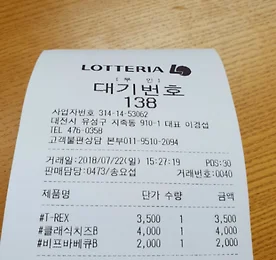 LOTTERIA
[ 본 인 ]
대기번호
138
사업자번호 314-14-53062
대전시 유성구 지족동 910-1 대표 이경섭
TEL 476-0358
고객불편상담 본부011-9510-2094
거래일:2018/07/22(일) 15:27:19 POS:30
판매담당:0473/송요섭 거래번호:0040
제품명 단가 수량 금액
#T-REX 3,500 1 3,500
#클래식치즈B 4,000 1 4,000
#비프바베큐B 2,000 1 2,000